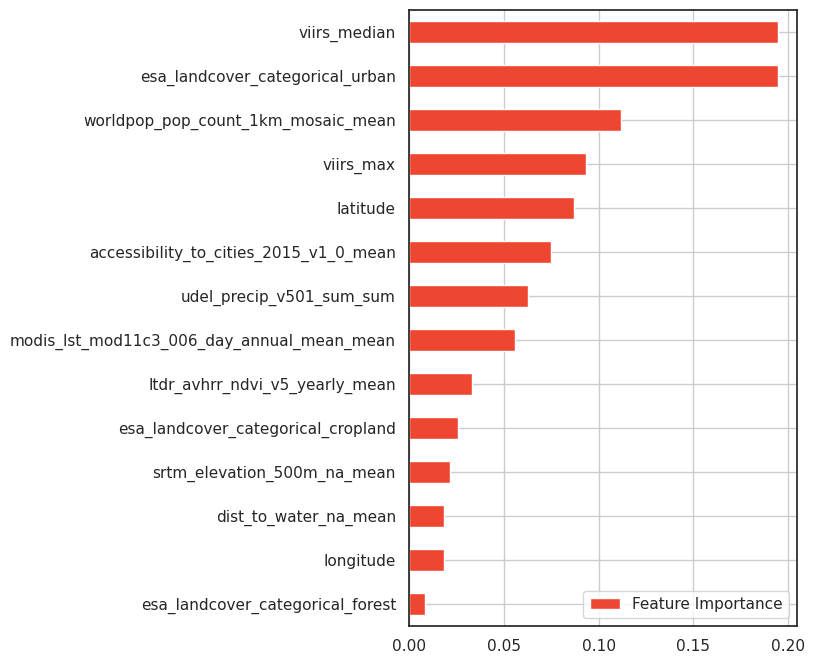 viirs_median
esa_landcover_categorical_urban
worldpop_pop_count_1km_mosaic_mean
viirs_max
latitude
accessibility_to_cities_2015_v1_0_mean
udel_precip_v501_sum_sum
modis_lst_mod11c3_006_day_annual_mean_mean
ltdr_avhrr_ndvi_v5_yearly_mean
esa_landcover_categorical_cropland
srtm_elevation_500m_na_mean
dist_to_water_na_mean
longitude
esa_landcover_categorical_forest
Feature Importance
0.00 0.05 0.10 0.15 0.20